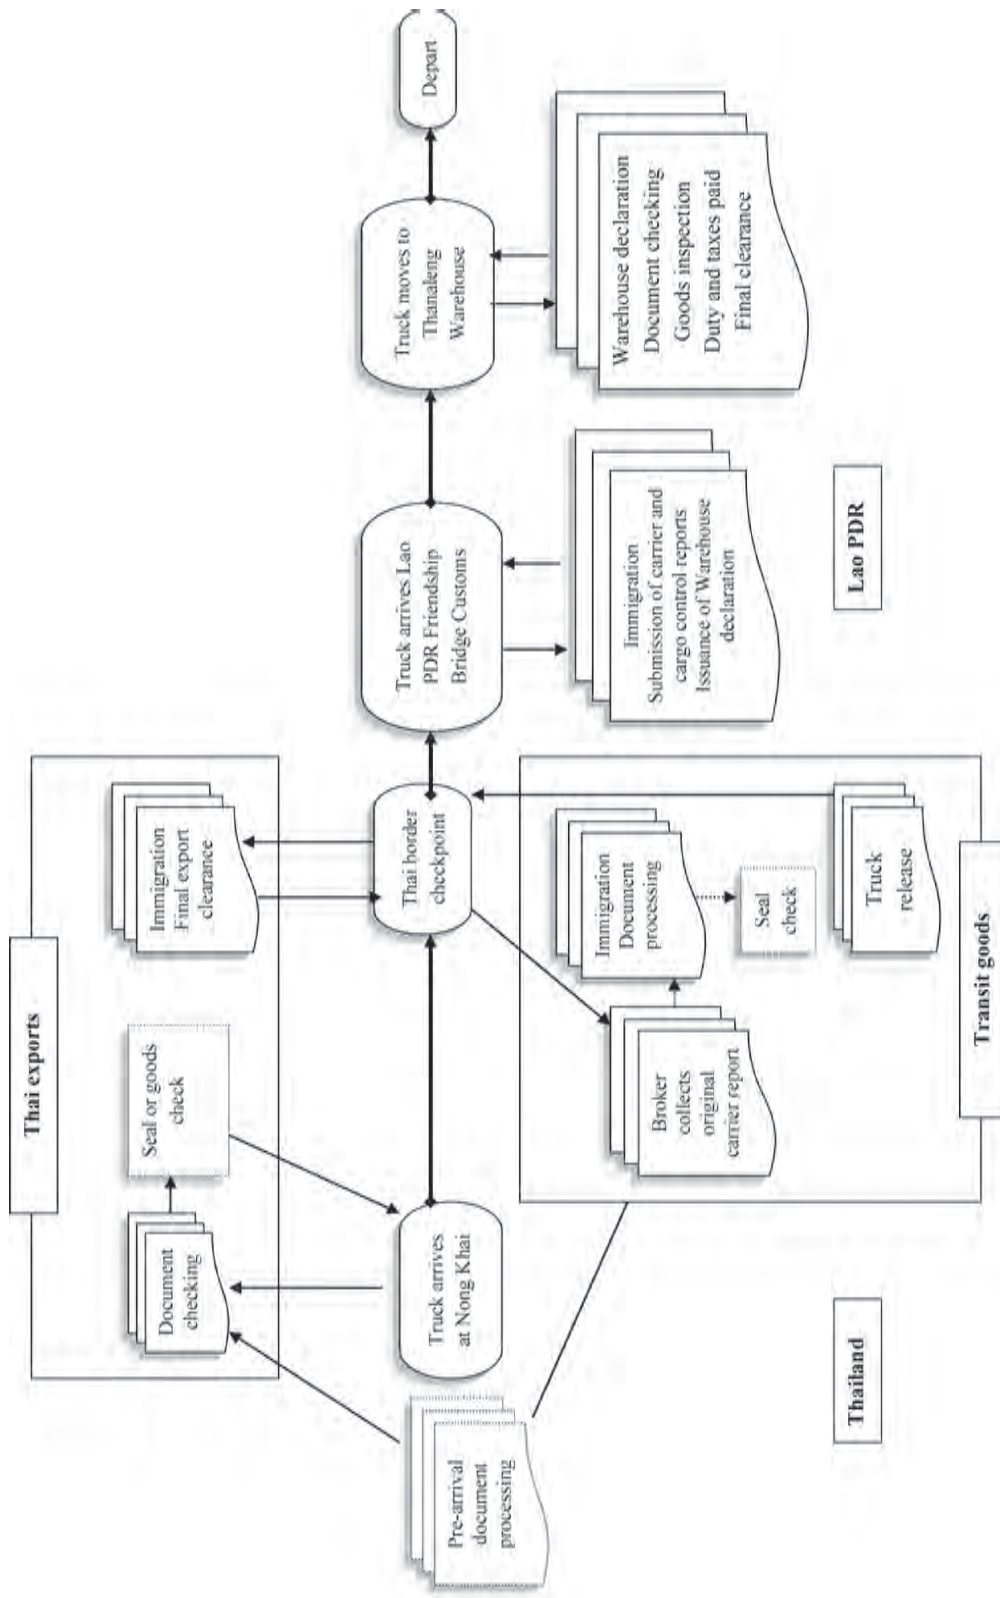 Thai exports
Document
checking
Seal or goods
check
Immigration
Final export
clearance
Pre-arrival
document
processing
Truck arrives
at Nong Khai
Thai border
checkpoint
Truck arrives Lao
PDR Friendship
Bridge Customs
Truck moves to
Thanaleng
Warehouse
Depart
Broker
collects
original
carrier report
Immigration
Document
processing
Seal
check
Truck
release
Transit goods
Immigration
Submission of carrier and
cargo control reports
Issuance of Warehouse
declaration
Warehouse declaration
Document checking
Goods inspection
Duty and taxes paid
Final clearance
Thailand
Lao PDR